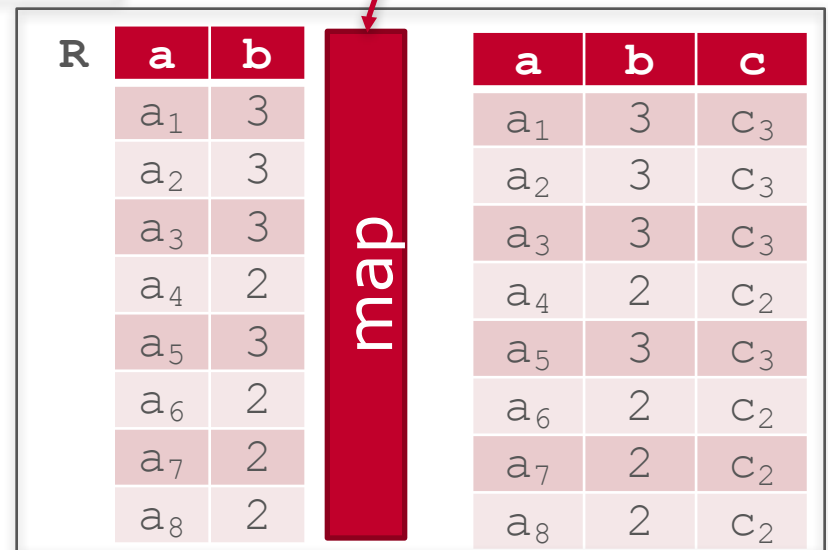 R a b
a₁ 3
a₂ 3
a₃ 3
a₄ 2
a₅ 3
a₆ 2
a₇ 2
a₈ 2
map
a b c
a₁ 3 c₃
a₂ 3 c₃
a₃ 3 c₃
a₄ 2 c₂
a₅ 3 c₃
a₆ 2 c₂
a₇ 2 c₂
a₈ 2 c₂